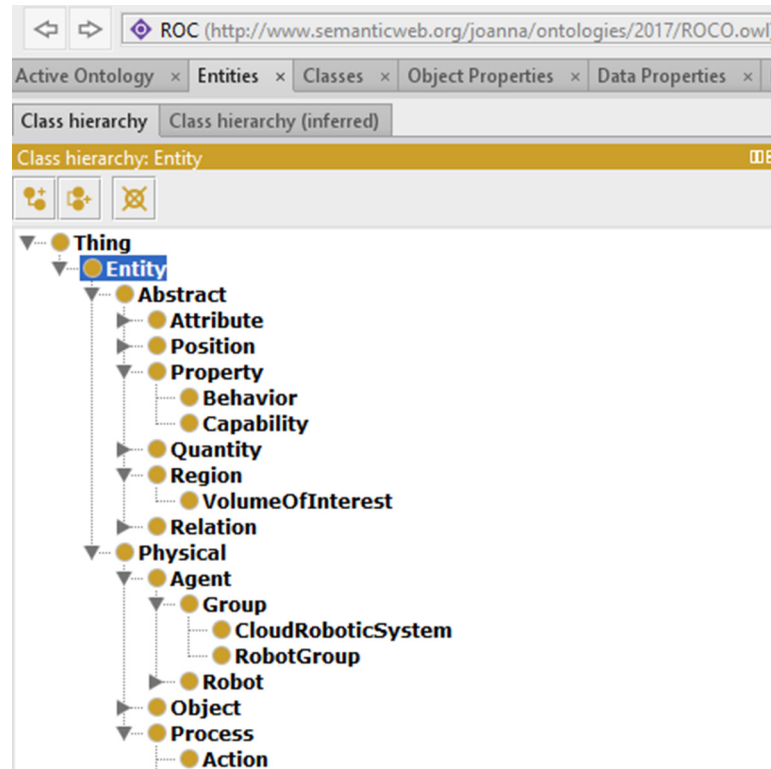 ROC (http://www.semanticweb.org/joanna/ontologies/2017/ROCO.owl)
Active Ontology × Entities × Classes × Object Properties × Data Properties ×
Class hierarchy Class hierarchy (inferred)
Class hierarchy: Entity
Thing
Entity
Abstract
Attribute
Position
Property
Behavior
Capability
Quantity
Region
VolumeOfInterest
Relation
Physical
Agent
Group
CloudRoboticSystem
RobotGroup
Robot
Object
Process
Action